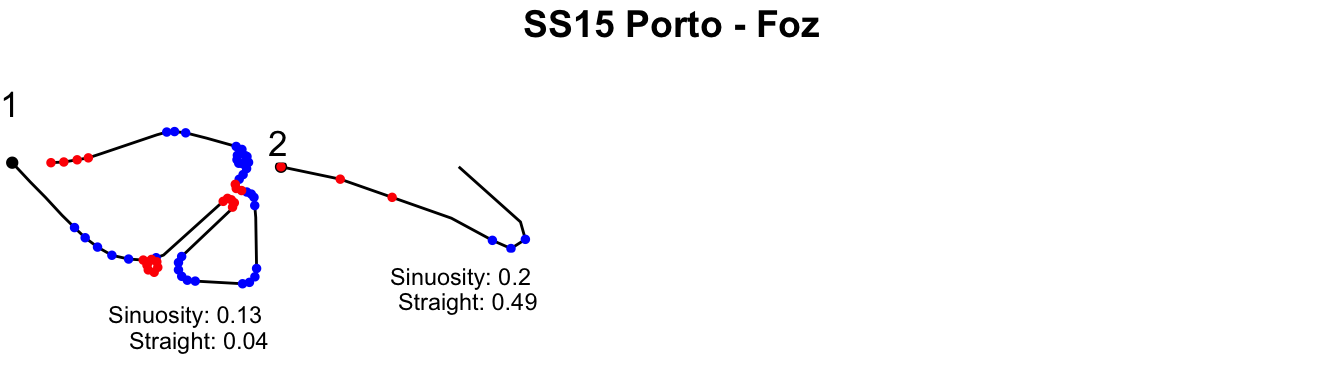 SS15 Porto - Foz
1
2
Sinuosity: 0.13
Straight: 0.04
Sinuosity: 0.2
Straight: 0.49